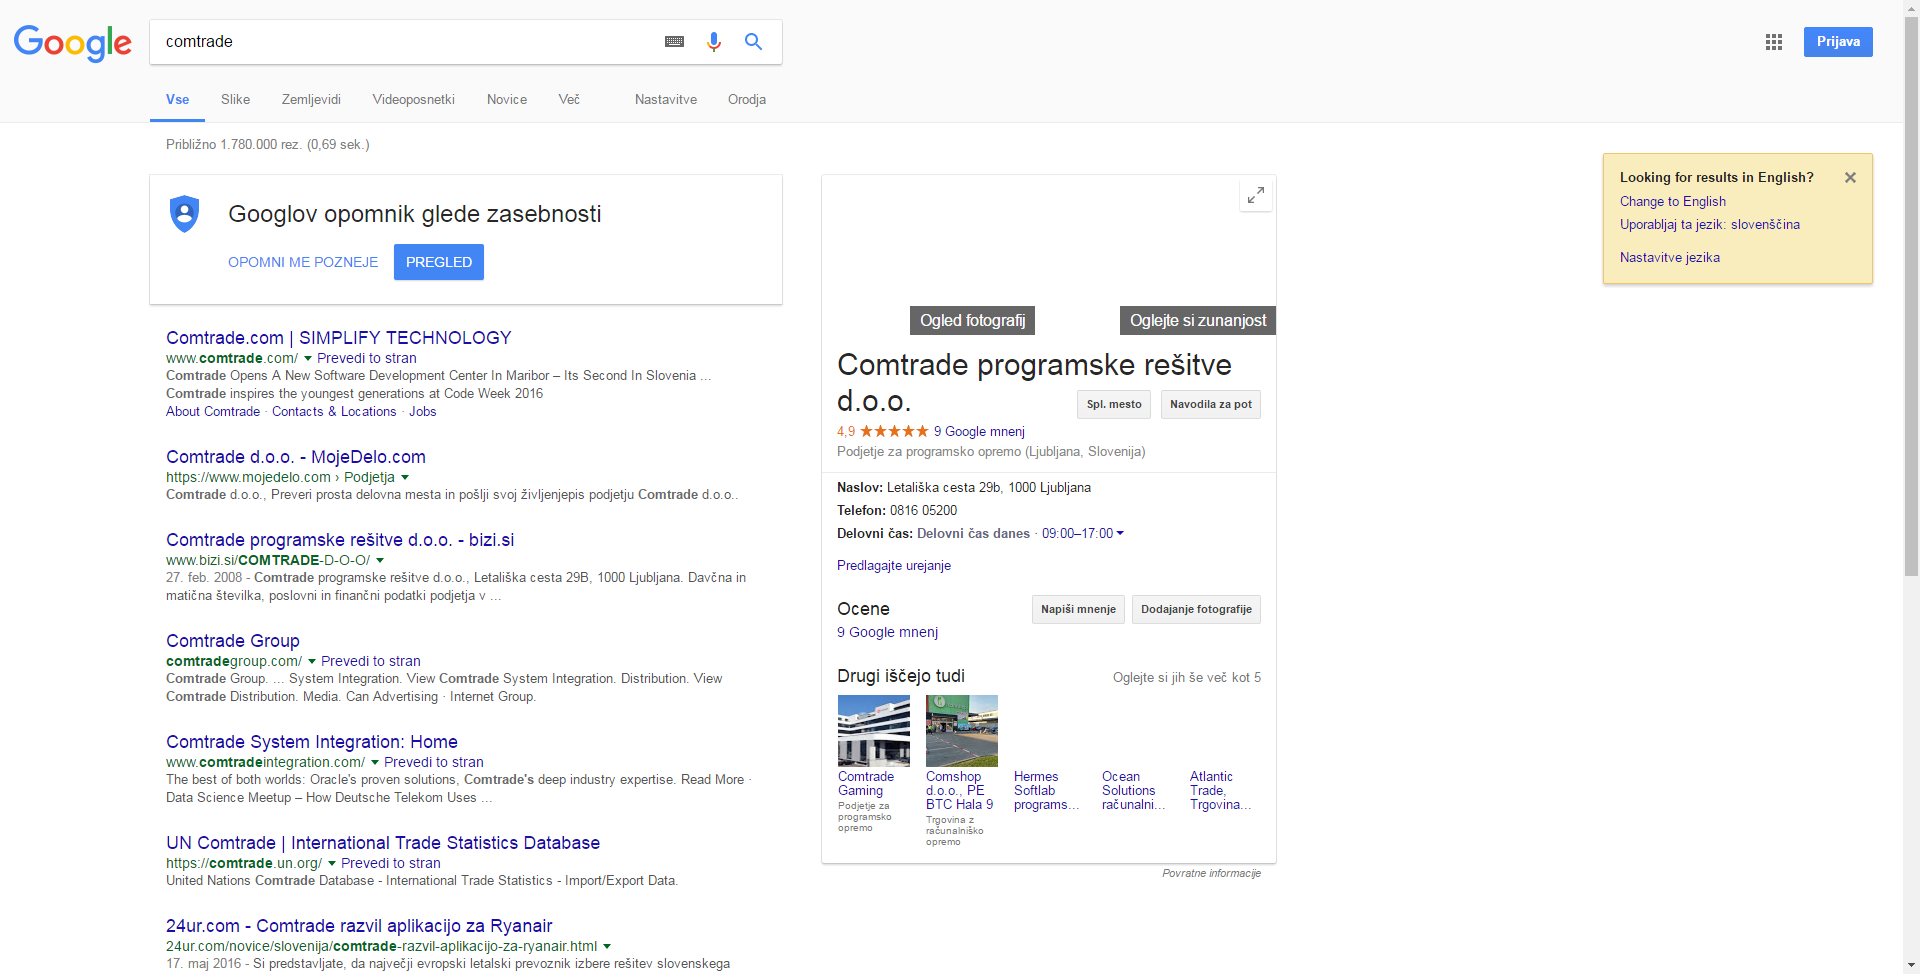 Google
comtrade
Prijava
Vse Slike Zemljevidi Videoposnetki Novice Več Nastavitve Orodja
Približno 1.780.000 rez. (0,69 sek.)
Googlov opomnik glede zasebnosti
OPOMNI ME POZNEJE PREGLED
Comtrade.com | SIMPLIFY TECHNOLOGY
www.comtrade.com/ Prevedi to stran
Comtrade Opens A New Software Development Center In Maribor – Its Second In Slovenia ...
Comtrade inspires the youngest generations at Code Week 2016
About Comtrade · Contacts & Locations · Jobs
Comtrade d.o.o. - MojeDelo.com
https://www.mojedelo.com › Podjetja
Comtrade d.o.o., Preveri prosta delovna mesta in pošlji svoj življenjepis podjetju Comtrade d.o.o..
Comtrade programske rešitve d.o.o. - bizi.si
www.bizi.si/COMTRADE-D-O-O/
27. feb. 2008 - Comtrade programske rešitve d.o.o., Letališka cesta 29B, 1000 Ljubljana. Davčna in
matična številka, poslovni in finančni podatki podjetja v ...
Comtrade Group
comtradegroup.com/ Prevedi to stran
Comtrade Group. ... System Integration. View Comtrade System Integration. Distribution. View
Comtrade Distribution. Media. Can Advertising · Internet Group.
Comtrade System Integration: Home
www.comtradeintegration.com/ Prevedi to stran
The best of both worlds: Oracle's proven solutions, Comtrade's deep industry expertise. Read More ·
Data Science Meetup – How Deutsche Telekom Uses ...
UN Comtrade | International Trade Statistics Database
https://comtrade.un.org/ Prevedi to stran
United Nations Comtrade Database - International Trade Statistics - Import/Export Data.
24ur.com - Comtrade razvil aplikacijo za Ryanair
24ur.com/novice/slovenija/comtrade-razvil-aplikacijo-za-ryanair.html
17. maj 2016 - Si predstavljate, da največji evropski letalski prevoznik izbere rešitev slovenskega
Ogled fotografij Oglejte si zunanjost
Comtrade programske rešitve
d.o.o.
Spl. mesto Navodila za pot
4,9 ★★★★★ 9 Google mnenj
Podjetje za programsko opremo (Ljubljana, Slovenija)
Naslov: Letališka cesta 29b, 1000 Ljubljana
Telefon: 0816 05200
Delovni čas: Delovni čas danes · 09:00–17:00
Predlagajte urejanje
Ocene
Napiši mnenje Dodajanje fotografije
9 Google mnenj
Drugi iščejo tudi
Oglejte si jih še več kot 5
Comtrade
Gaming
Podjetje za
programsko
opremo
Comshop
d.o.o., PE
BTC Hala 9
Trgovina z
računalniško
opremo
Hermes
Softlab
programs...
Ocean
Solutions
računalni...
Atlantic
Trade,
Trgovina...
Povratne informacije
Looking for results in English?
Change to English
Uporabljaj ta jezik: slovenščina
Nastavitve jezika